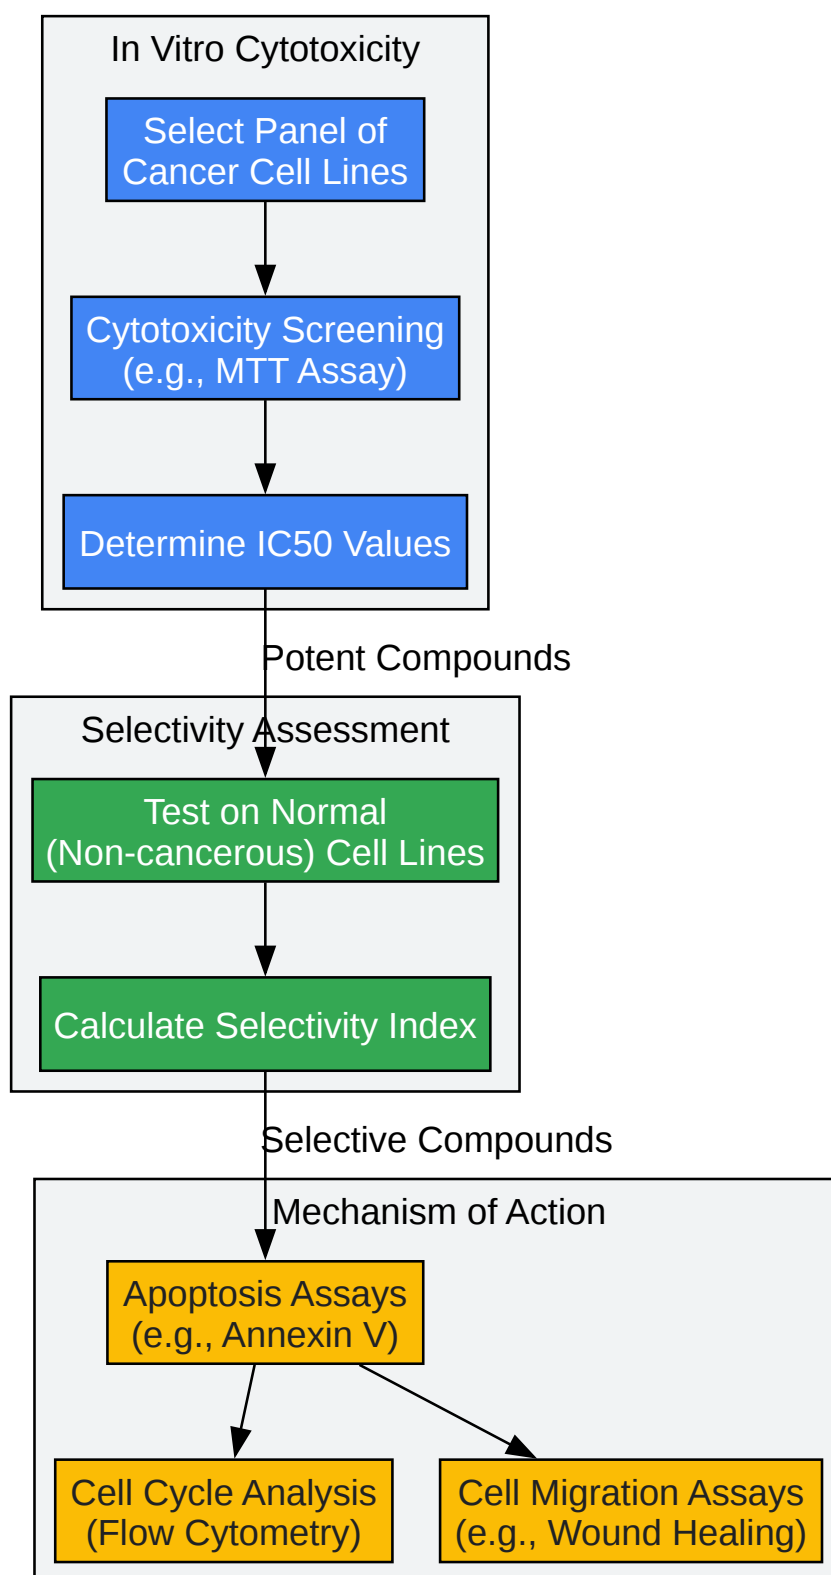 In Vitro Cytotoxicity
Select Panel of
Cancer Cell Lines
Cytotoxicity Screening
(e.g., MTT Assay)
Determine IC50 Values
Potent Compounds
Selectivity Assessment
Test on Normal
(Non-cancerous) Cell Lines
Calculate Selectivity Index
Selective Compounds
Mechanism of Action
Apoptosis Assays
(e.g., Annexin V)
Cell Cycle Analysis
(Flow Cytometry)
Cell Migration Assays
(e.g., Wound Healing)